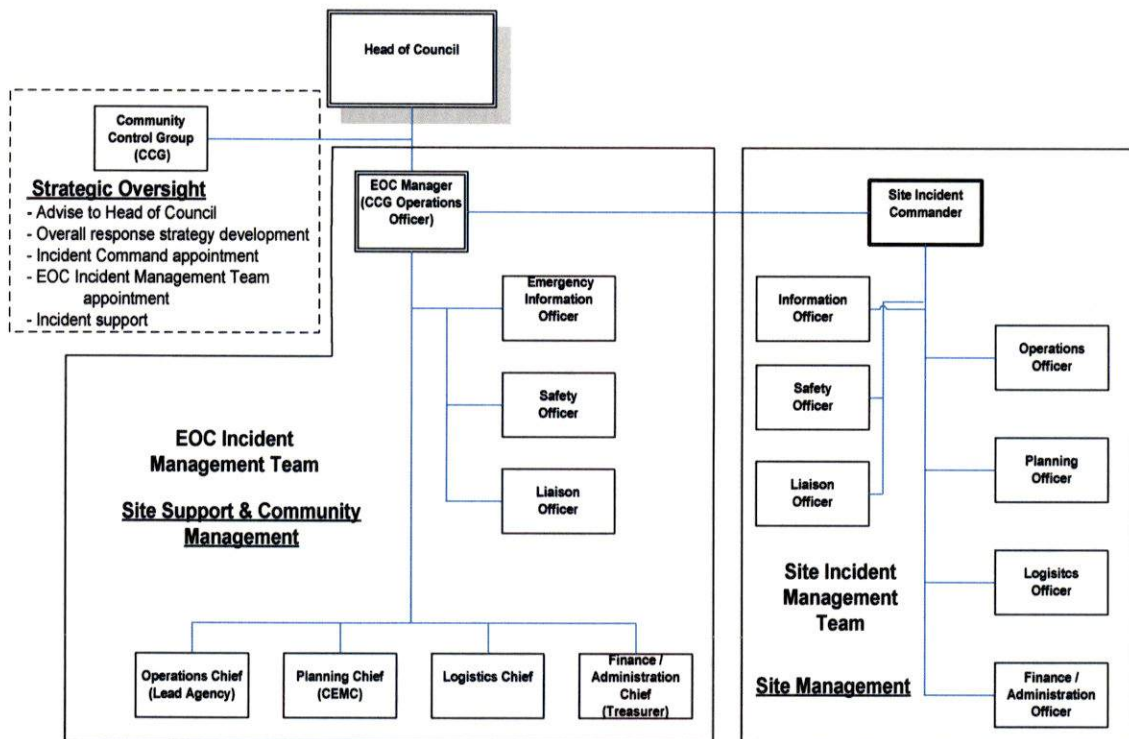 Head of Council
Community
Control Group
(CCG)
Strategic Oversight
- Advise to Head of Council
- Overall response strategy development
- Incident Command appointment
- EOC Incident Management Team
appointment
- Incident support
EOC Manager
(CCG Operations
Officer)
Emergency
Information
Officer
Safety
Officer
Liaison
Officer
EOC Incident
Management Team
Site Support & Community
Management
Operations Chief
(Lead Agency)
Planning Chief
(CEMC)
Logistics Chief
Finance /
Administration
Chief
(Treasurer)
Site Incident
Commander
Information
Officer
Safety
Officer
Liaison
Officer
Operations
Officer
Planning
Officer
Logisitcs
Officer
Finance /
Administration
Officer
Site Incident
Management
Team
Site Management